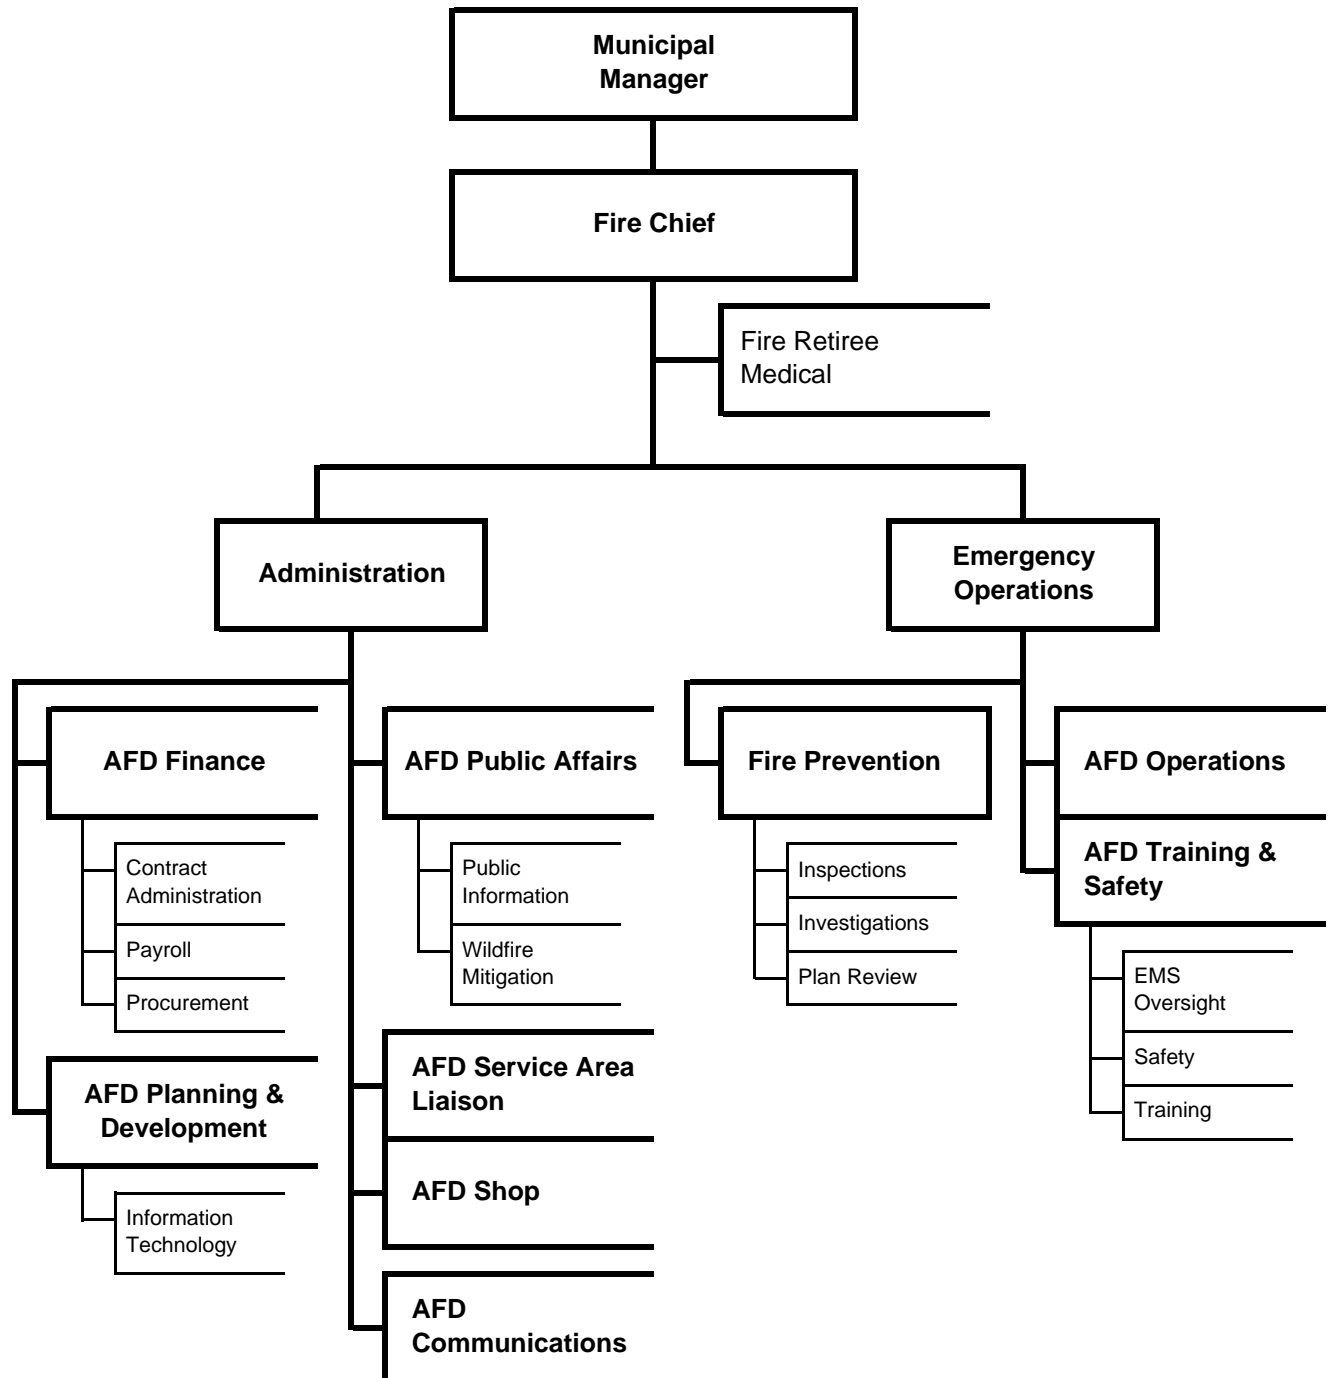 Municipal
Manager
Fire Chief
Fire Retiree
Medical
Administration
Emergency
Operations
AFD Finance
Contract
Administration
Payroll
Procurement
AFD Planning &
Development
Information
Technology
AFD Public Affairs
Public
Information
Wildfire
Mitigation
AFD Service Area
Liaison
AFD Shop
AFD
Communications
Fire Prevention
Inspections
Investigations
Plan Review
AFD Operations
AFD Training &
Safety
EMS
Oversight
Safety
Training